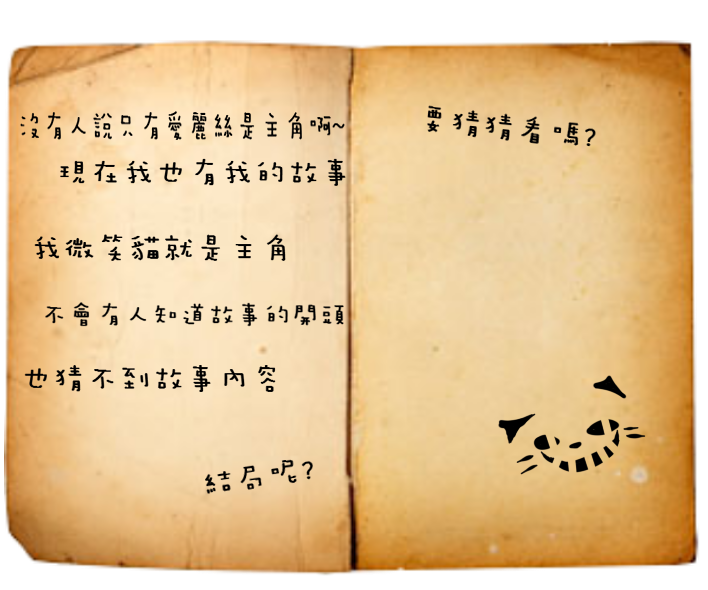 沒有人說只有愛麗絲是主角啊~
現在我也有我的故事
我微笑貓就是主角
不會有人知道故事的開頭
也猜不到故事內容
結局呢?
要猜猜看嗎?